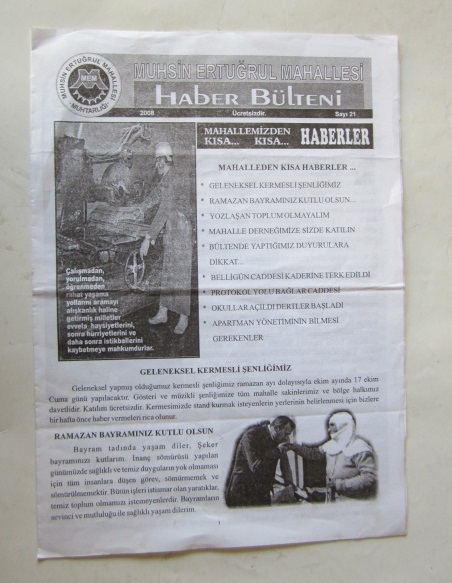 MUHSİN ERTUĞRUL MAHALLESİ
MUHTARLIĞI
MEM
MUHSİN ERTUĞRUL MAHALLESİ
HABER BÜLTENİ
2008 Ücretsizdir. Sayı 21
MAHALLEMİZDEN
KISA... KISA... HABERLER
MAHALLEDEN KISA HABERLER ...
* GELENEKSEL KERMESLİ ŞENLİĞİMİZ
* RAMAZAN BAYRAMINIZ KUTLU OLSUN...
* YOZLAŞAN TOPLUM OLMAYALIM
* MAHALLE DERNEĞİMİZE SİZDE KATILIN
* BÜLTENDE YAPTIĞIMIZ DUYURULARA
DİKKAT...
* BELLİGÜN CADDESİ KADERİNE TERK EDİLDİ
* PROTOKOL YOLU BAĞLAR CADDESİ
* OKULLAR AÇILDI DERTLER BAŞLADI
* APARTMAN YÖNETİMİNİN BİLMESİ
GEREKENLER
Çalışmadan,
yorulmadan,
öğrenmeden
rahat yaşama
yollarını aramayı
alışkanlık haline
getirmiş milletler
evvela haysiyetlerini,
sonra hürriyetlerini ve
daha sonra istikballerini
kaybetmeye mahkumdurlar.
GELENEKSEL KERMESLİ ŞENLİĞİMİZ
Geleneksel yapmış olduğumuz kermesli şenliğimiz ramazan ayı dolayısıyla ekim ayında 17 ekim
Cuma günü yapılacaktır. Gösteri ve müzikli şenliğimize tüm mahalle sakinlerimiz ve bölge halkımız
davetlidir. Katılım ücretsizdir. Kermesimizde stand kurmak isteyenlerin yerlerinin belirlenmesi için bizlere
bir hafta önce haber vermeleri rica olunur.
RAMAZAN BAYRAMINIZ KUTLU OLSUN
Bayram tadında yaşam diler, Şeker
bayramınızı kutlarım. İnanç sömürüsü yapılan
günümüzde sağlıklı ve temiz duyguların yok olmaması
için tüm insanlara düşen görev, sömürmemek ve
sömürülmemektir. Bütün işleri istismar olan yaratıklar,
temiz toplum olmamızı istemeyenlerdir. Bayramların
sevinci ve mutluluğu ile sağlıklı yaşam dilerim.
1